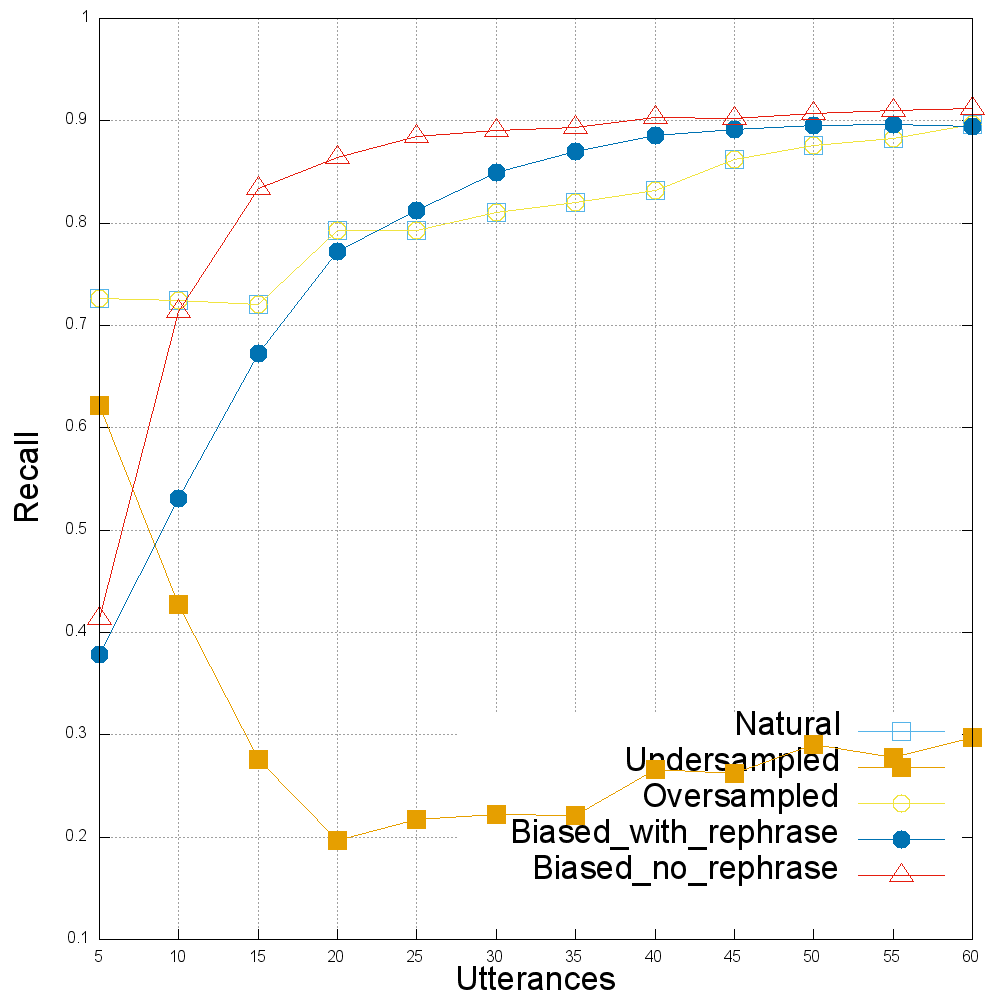 1
0.9
0.8
0.7
0.6
0.5
0.4
0.3
0.2
0.1
Recall
Natural
Undersampled
Oversampled
Biased_with_rephrase
Biased_no_rephrase
5 10 15 20 25 30 35 40 45 50 55 60
Utterances